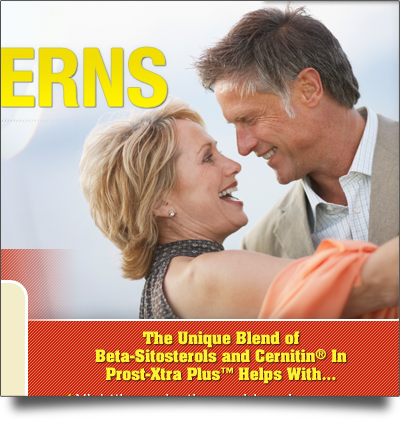 ERNS
The Unique Blend of
Beta-Sitosterols and Cernitin® In
Prost-Xtra Plus™ Helps With...